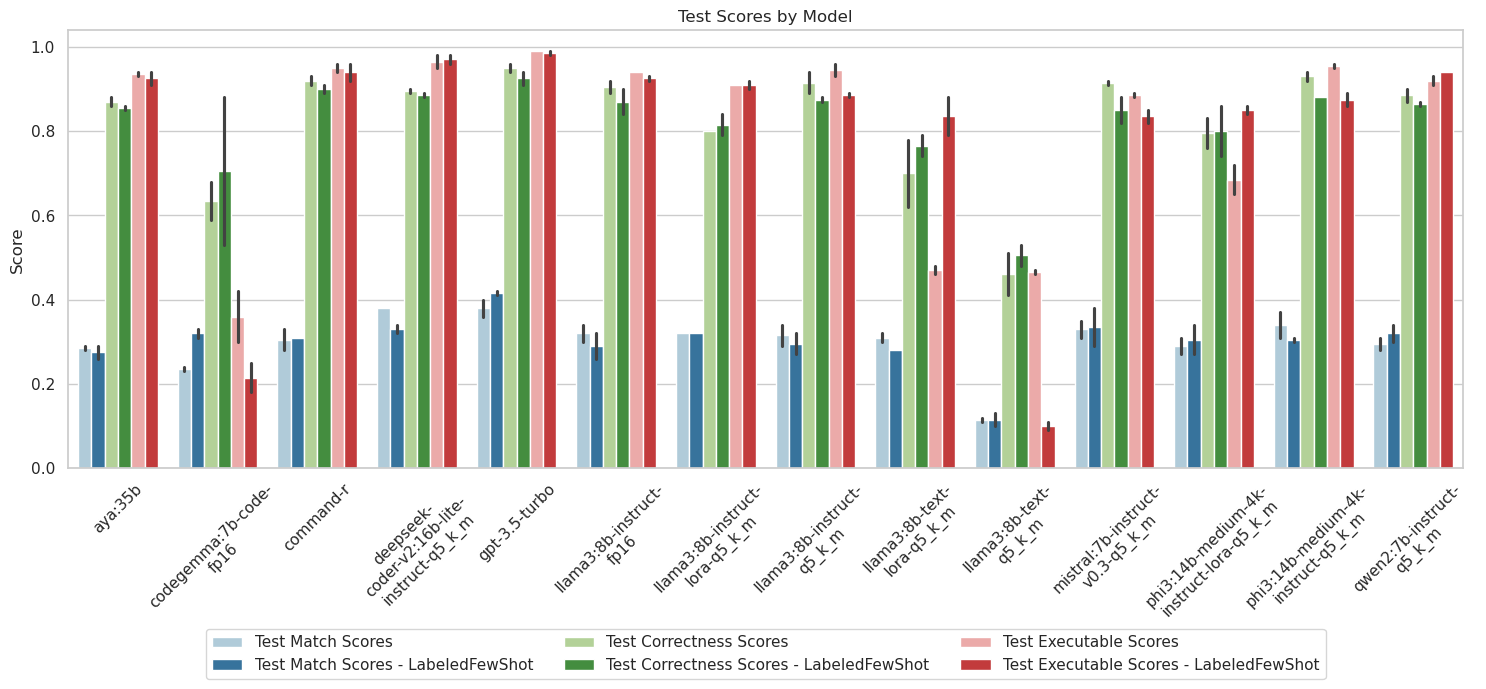 Test Scores by Model
Score
1.0
0.8
0.6
0.4
0.2
0.0
aya:35b
codegemma:7b-code-
fp16
command-r
deepseek-
coder-v2:16b-lite-
instruct-q5_k_m
gpt-3.5-turbo
llama3:8b-instruct-
fp16
llama3:8b-instruct-
lora-q5_k_m
llama3:8b-instruct-
q5_k_m
llama3:8b-text-
lora-q5_k_m
llama3:8b-text-
q5_k_m
mistral:7b-instruct-
v0.3-q5_k_m
phi3:14b-medium-4k-
instruct-lora-q5_k_m
phi3:14b-medium-4k-
instruct-q5_k_m
qwen2:7b-instruct-
q5_k_m
Test Match Scores
Test Match Scores - LabeledFewShot
Test Correctness Scores
Test Correctness Scores - LabeledFewShot
Test Executable Scores
Test Executable Scores - LabeledFewShot